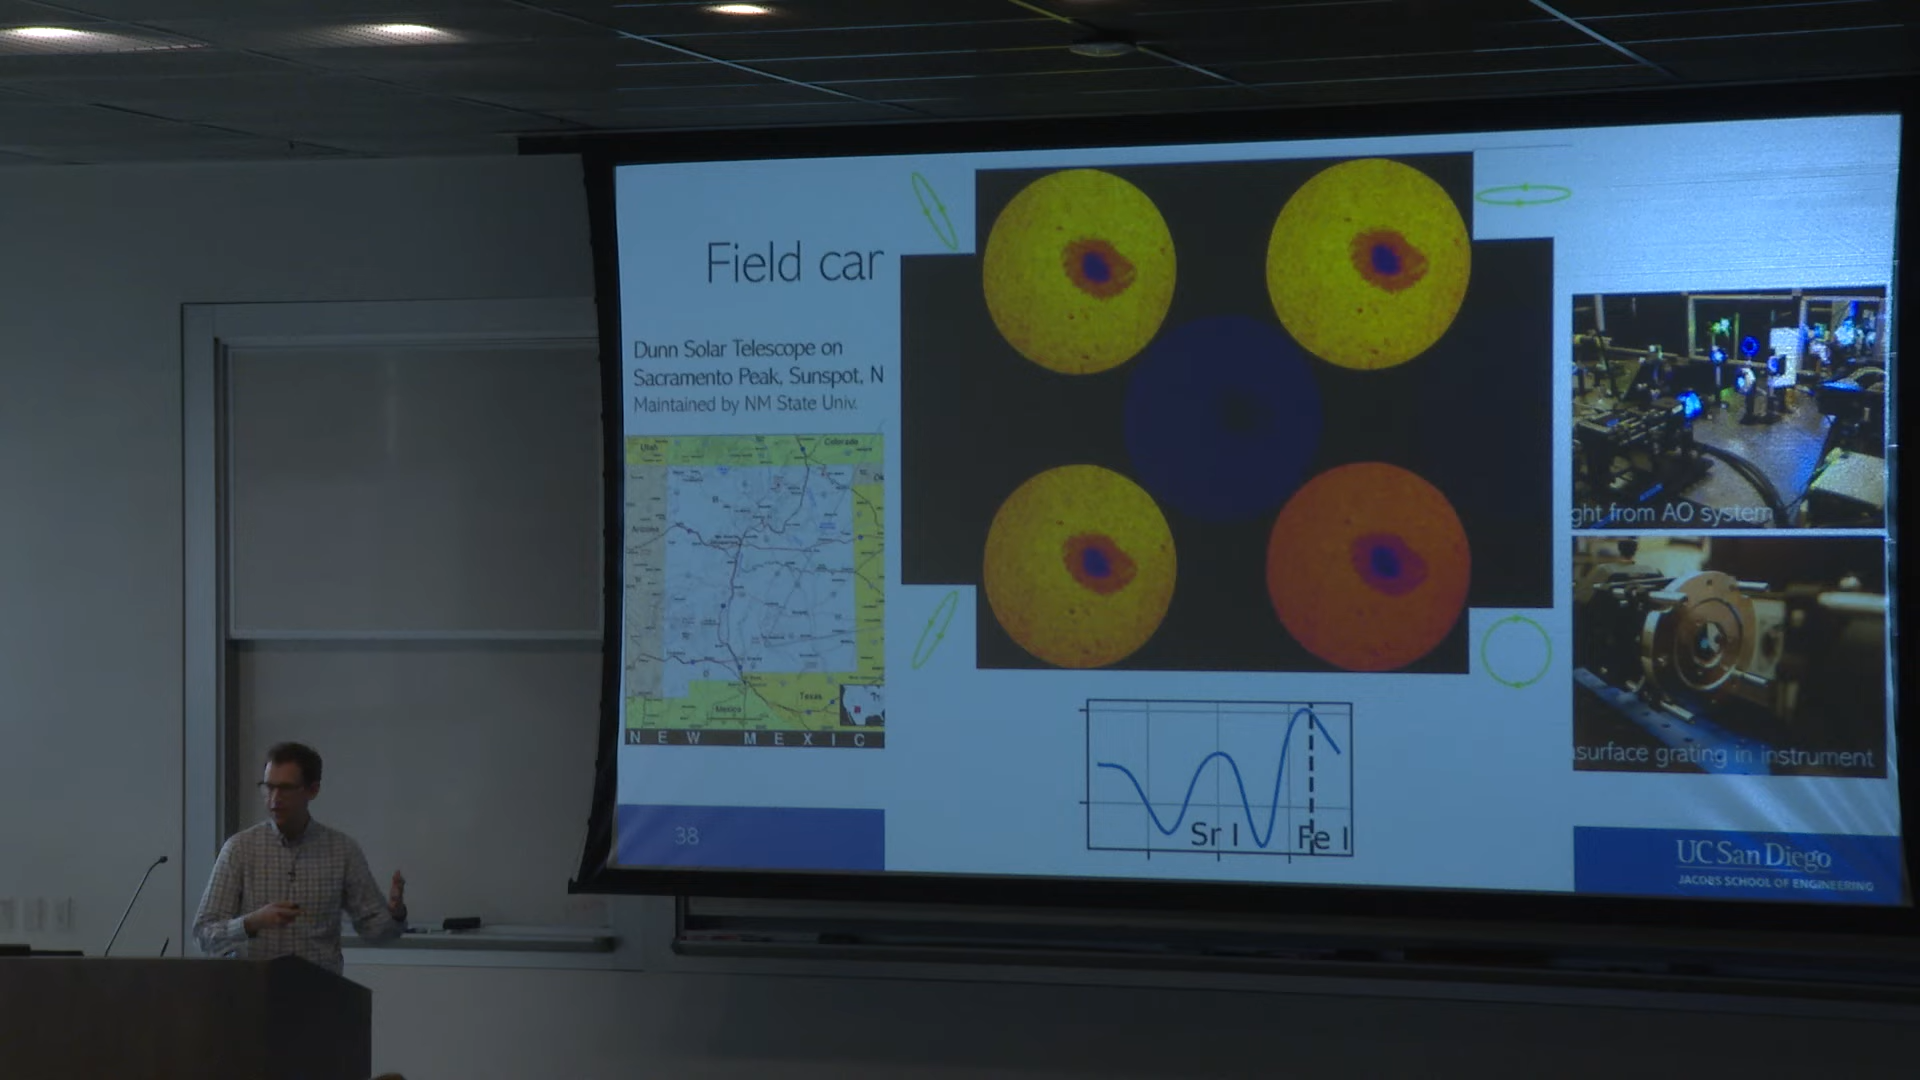 Field car
Dunn Solar Telescope on
Sacramento Peak, Sunspot, N
Maintained by NM State Univ.
Utah
Colorado
Arizona
Texas
Mexico
N E W M E X I C
ght from AO system
surface grating in instrument
Sr I
Fe I
38
UC San Diego
JACOBS SCHOOL OF ENGINEERING